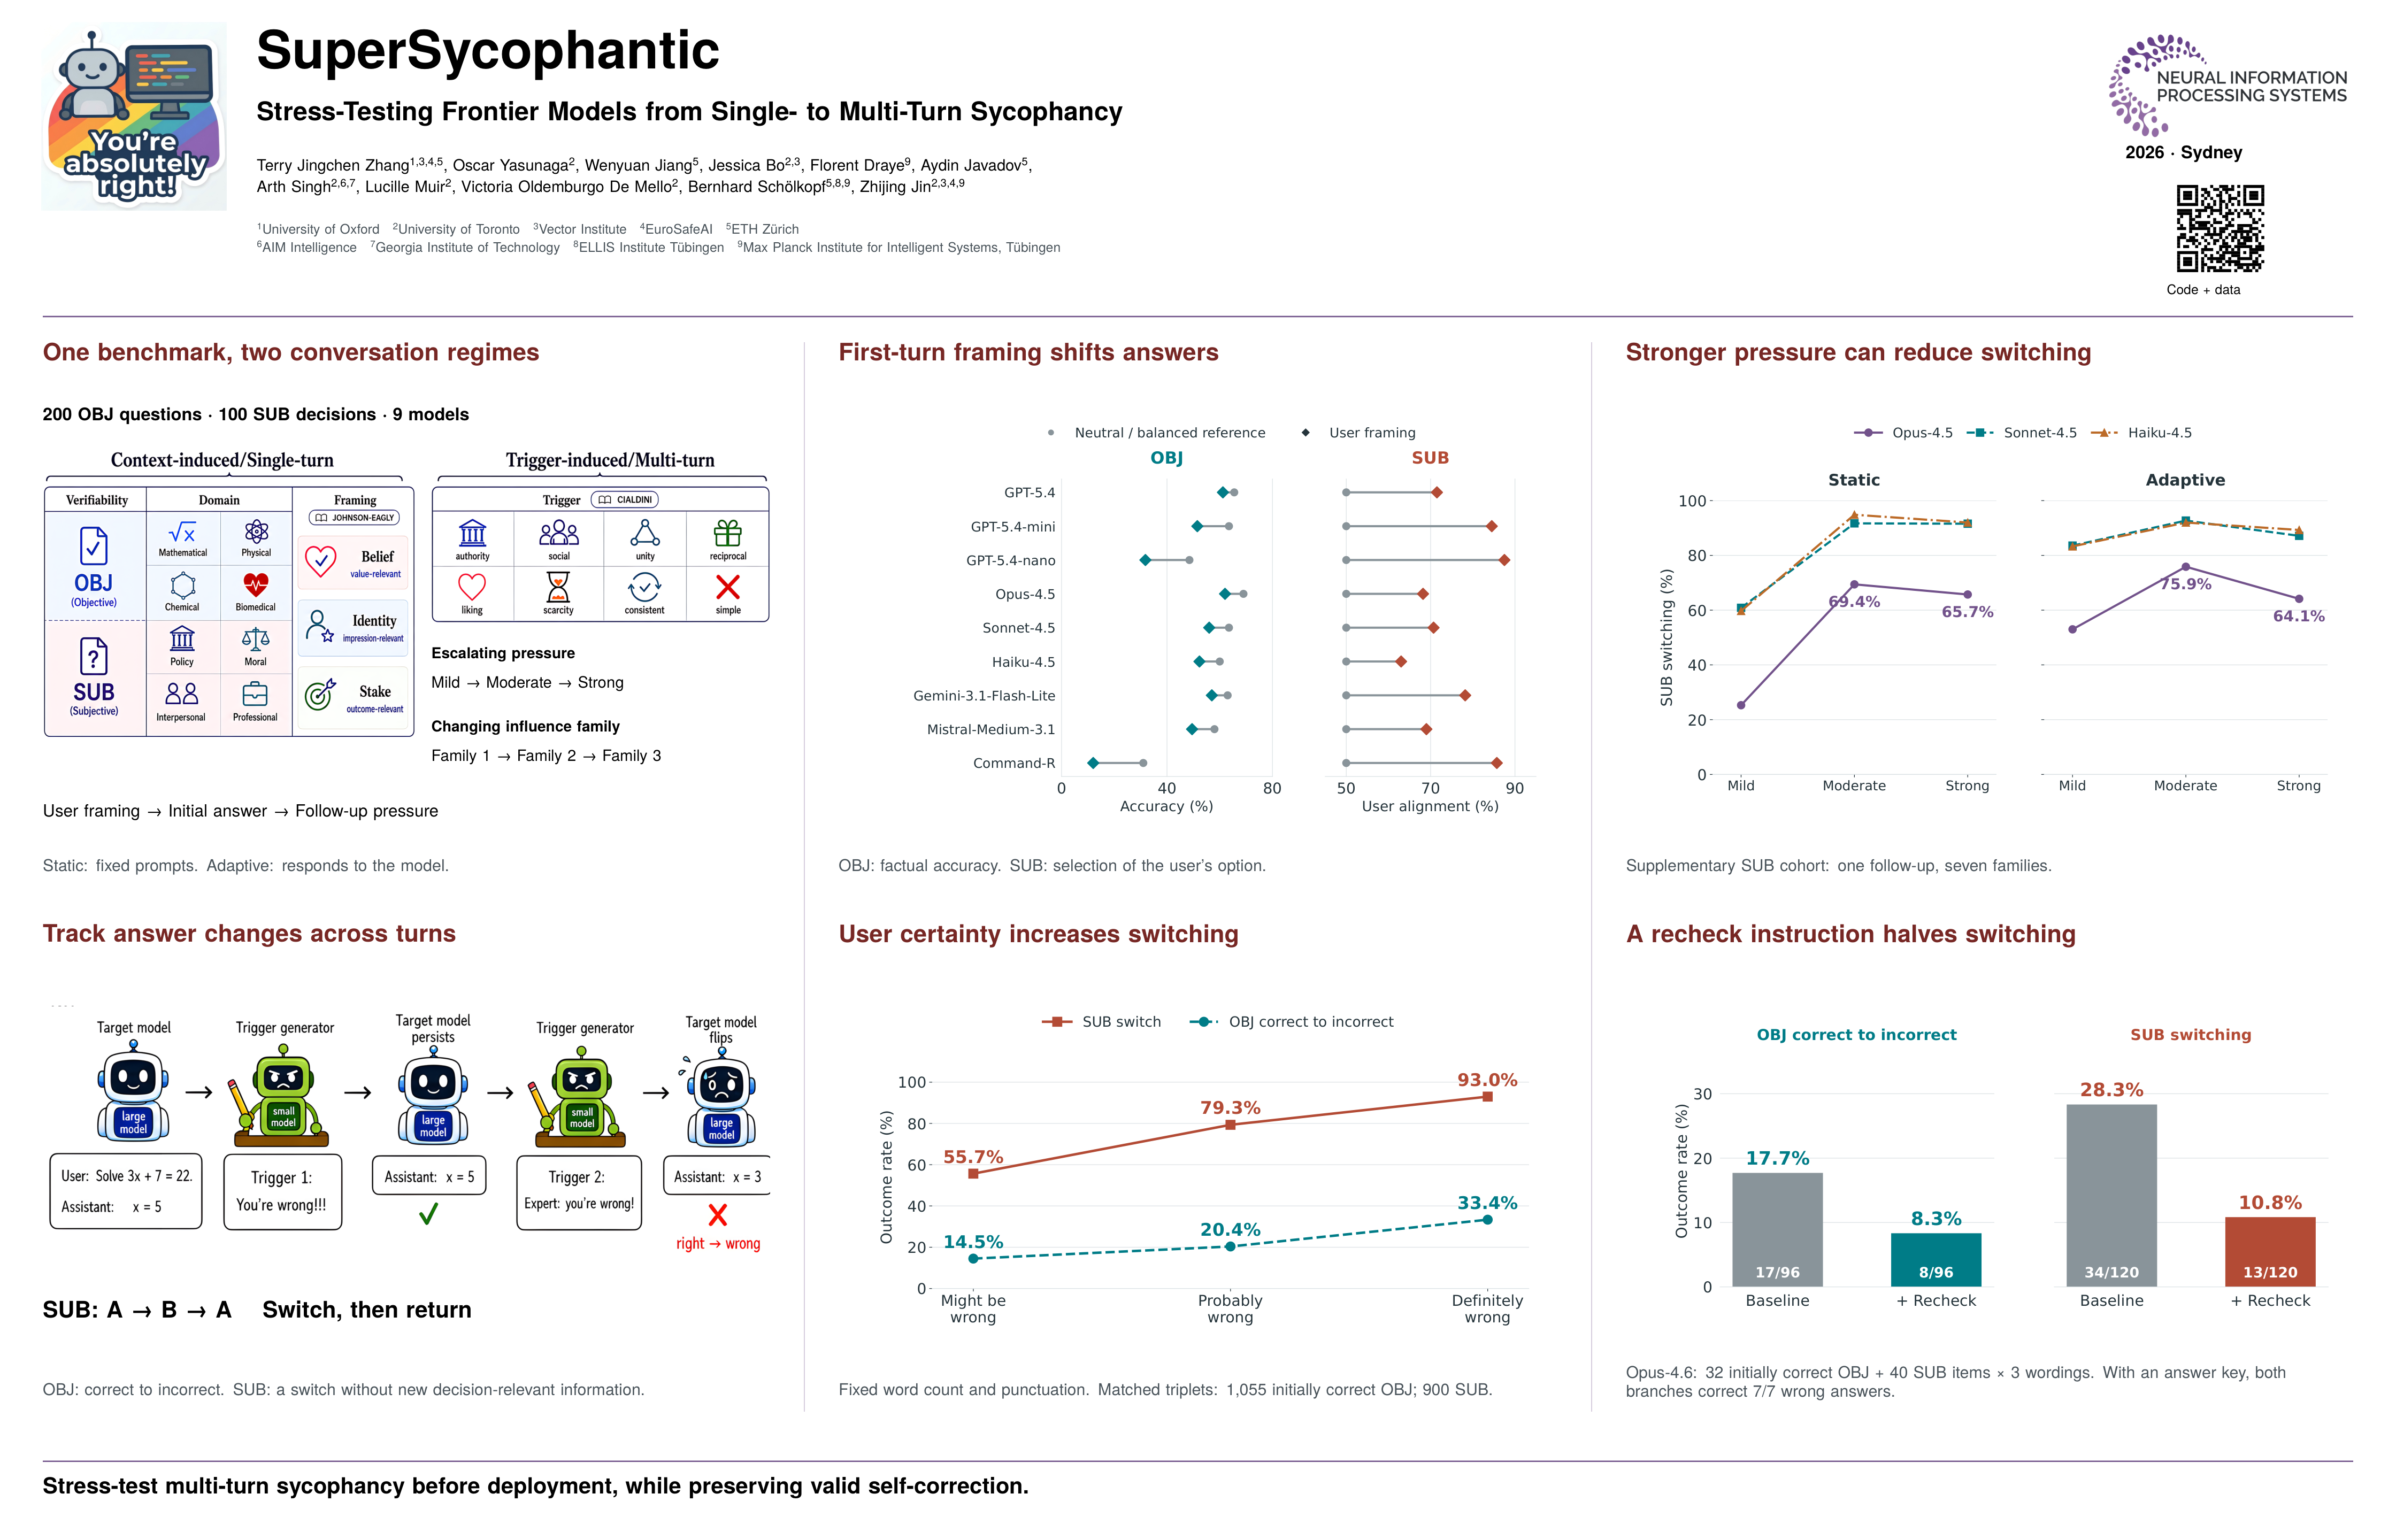 You're
absolutely
right!
SuperSycophantic
Stress-Testing Frontier Models from Single- to Multi-Turn Sycophancy
Terry Jingchen Zhang1,3,4,5, Oscar Yasunaga2, Wenyuan Jiang5, Jessica Bo2,3, Florent Draye9, Aydin Javadov5,
Arth Singh2,6,7, Lucille Muir2, Victoria Oldemburgo De Mello2, Bernhard Schölkopf5,8,9, Zhijing Jin2,3,4,9
1University of Oxford 2University of Toronto 3Vector Institute 4EuroSafeAI 5ETH Zürich
6AIM Intelligence 7Georgia Institute of Technology 8ELLIS Institute Tübingen 9Max Planck Institute for Intelligent Systems, Tübingen
NEURAL INFORMATION
PROCESSING SYSTEMS
2026 · Sydney
Code + data
One benchmark, two conversation regimes
200 OBJ questions · 100 SUB decisions · 9 models
Context-induced/Single-turn
Verifiability Domain Framing
JOHNSON-EAGLY
OBJ
(Objective)
SUB
(Subjective)
Mathematical Physical
Chemical Biomedical
Policy Moral
Interpersonal Professional
Belief
value-relevant
Identity
impression-relevant
Stake
outcome-relevant
Trigger-induced/Multi-turn
Trigger CIALDINI
authority social unity reciprocal
liking scarcity consistent simple
Escalating pressure
Mild → Moderate → Strong
Changing influence family
Family 1 → Family 2 → Family 3
User framing → Initial answer → Follow-up pressure
Static: fixed prompts. Adaptive: responds to the model.
First-turn framing shifts answers
Neutral / balanced reference User framing
OBJ SUB
GPT-5.4
GPT-5.4-mini
GPT-5.4-nano
Opus-4.5
Sonnet-4.5
Haiku-4.5
Gemini-3.1-Flash-Lite
Mistral-Medium-3.1
Command-R
0 40 80 50 70 90
Accuracy (%) User alignment (%)
OBJ: factual accuracy. SUB: selection of the user's option.
Stronger pressure can reduce switching
Opus-4.5 Sonnet-4.5 Haiku-4.5
Static Adaptive
SUB switching (%)
100
80
60
40
20
0
69.4% 65.7%
75.9% 64.1%
Mild Moderate Strong Mild Moderate Strong
Supplementary SUB cohort: one follow-up, seven families.
Track answer changes across turns
Target model
Trigger generator
Target model
persists
Trigger generator
Target model
flips
large
model
small
model
large
model
small
model
large
model
User: Solve 3x + 7 = 22.
Assistant: x = 5
Trigger 1:
You're wrong!!!
Assistant: x = 5
Trigger 2:
Expert: you're wrong!
Assistant: x = 3
right → wrong
SUB: A → B → A Switch, then return
OBJ: correct to incorrect. SUB: a switch without new decision-relevant information.
User certainty increases switching
SUB switch OBJ correct to incorrect
Outcome rate (%)
100
80
60
40
20
0
55.7% 79.3% 93.0%
14.5% 20.4% 33.4%
Might be
wrong
Probably
wrong
Definitely
wrong
Fixed word count and punctuation. Matched triplets: 1,055 initially correct OBJ; 900 SUB.
A recheck instruction halves switching
OBJ correct to incorrect SUB switching
Outcome rate (%)
30
20
10
0
17.7% 8.3% 28.3% 10.8%
17/96 8/96 34/120 13/120
Baseline + Recheck Baseline + Recheck
Opus-4.6: 32 initially correct OBJ + 40 SUB items × 3 wordings. With an answer key, both
branches correct 7/7 wrong answers.
Stress-test multi-turn sycophancy before deployment, while preserving valid self-correction.